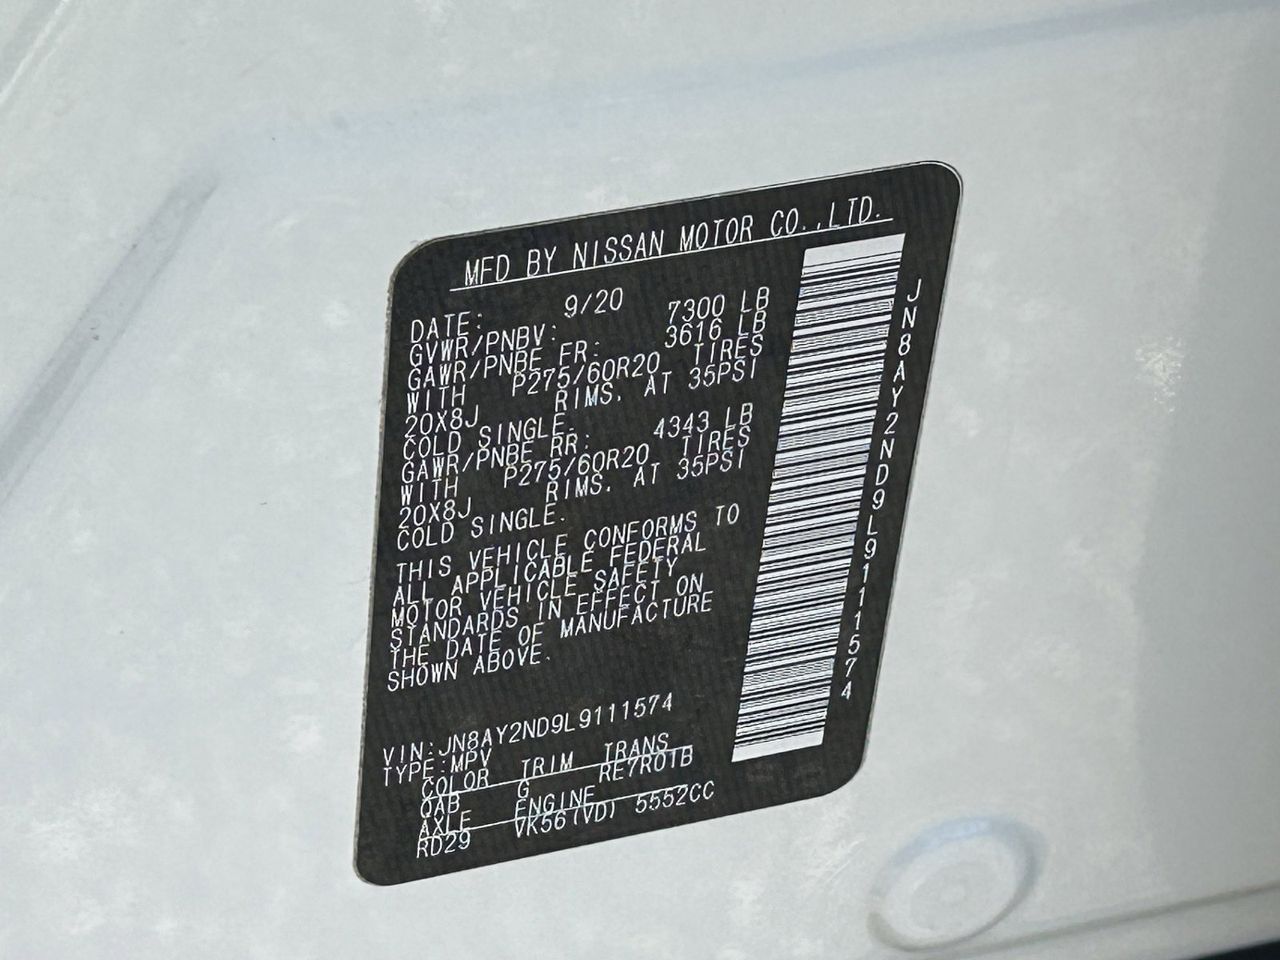 MFD BY NISSAN MOTOR CO.,LTD.
DATE: 9/20
GVWR/PNBV: 7300 LB
GAWR/PNBE FR: 3616 LB
WITH P275/60R20 TIRES
20X8J RIMS, AT 35PSI
COLD SINGLE.
GAWR/PNBE RR: 4343 LB
WITH P275/60R20 TIRES
20X8J RIMS, AT 35PSI
COLD SINGLE.
THIS VEHICLE CONFORMS TO
ALL APPLICABLE FEDERAL
MOTOR VEHICLE SAFETY
STANDARDS IN EFFECT ON
THE DATE OF MANUFACTURE
SHOWN ABOVE.
VIN:JN8AY2ND9L9111574
TYPE:MPV
COLOR TRIM TRANS
QAB G RE7R01B
AXLE ENGINE
RD29 VK56(VD) 5552CC
JN8AY2ND9L9111574